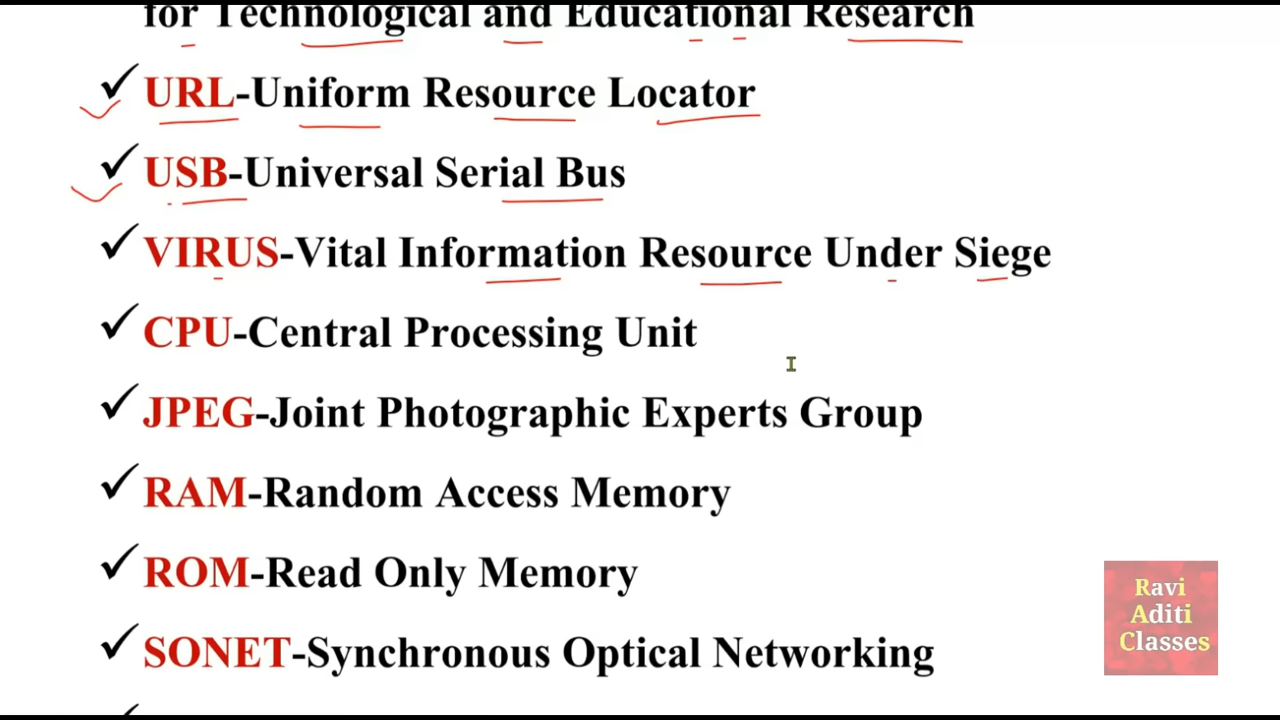 for Technological and Educational Research
URL-Uniform Resource Locator
USB-Universal Serial Bus
VIRUS-Vital Information Resource Under Siege
CPU-Central Processing Unit
JPEG-Joint Photographic Experts Group
RAM-Random Access Memory
ROM-Read Only Memory
SONET-Synchronous Optical Networking
Ravi
Aditi
Classes